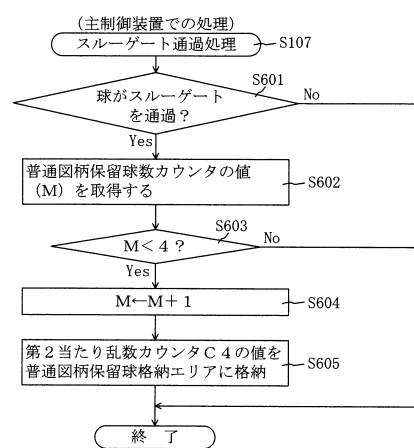 (主制御装置での処理)
スルーゲート通過処理
S107
球がスルーゲート
を通過?
S601
No
Yes
普通図柄保留球数カウンタの値
(M)を取得する
S602
M<4?
S603
No
Yes
M←M+1
S604
第2当たり乱数カウンタC4の値を
普通図柄保留球格納エリアに格納
S605
終 了